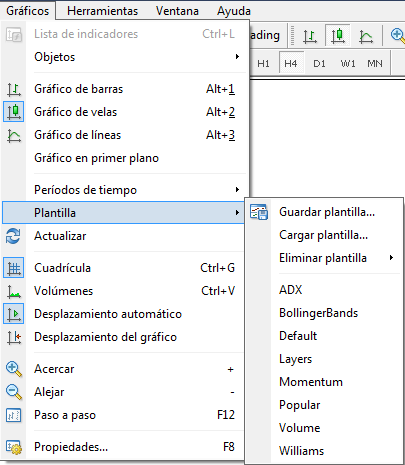 Gráficos Herramientas Ventana Ayuda
Lista de indicadores Ctrl+L
ading
Objetos
H1 H4 D1 W1 MN
Gráfico de barras Alt+1
Gráfico de velas Alt+2
Gráfico de líneas Alt+3
Gráfico en primer plano
Períodos de tiempo
Plantilla
Guardar plantilla...
Actualizar
Cargar plantilla...
Eliminar plantilla
Cuadrícula Ctrl+G
Volúmenes Ctrl+V
ADX
Desplazamiento automático
BollingerBands
Desplazamiento del gráfico
Default
Layers
Acercar +
Momentum
Alejar -
Popular
Paso a paso F12
Volume
Propiedades... F8
Williams